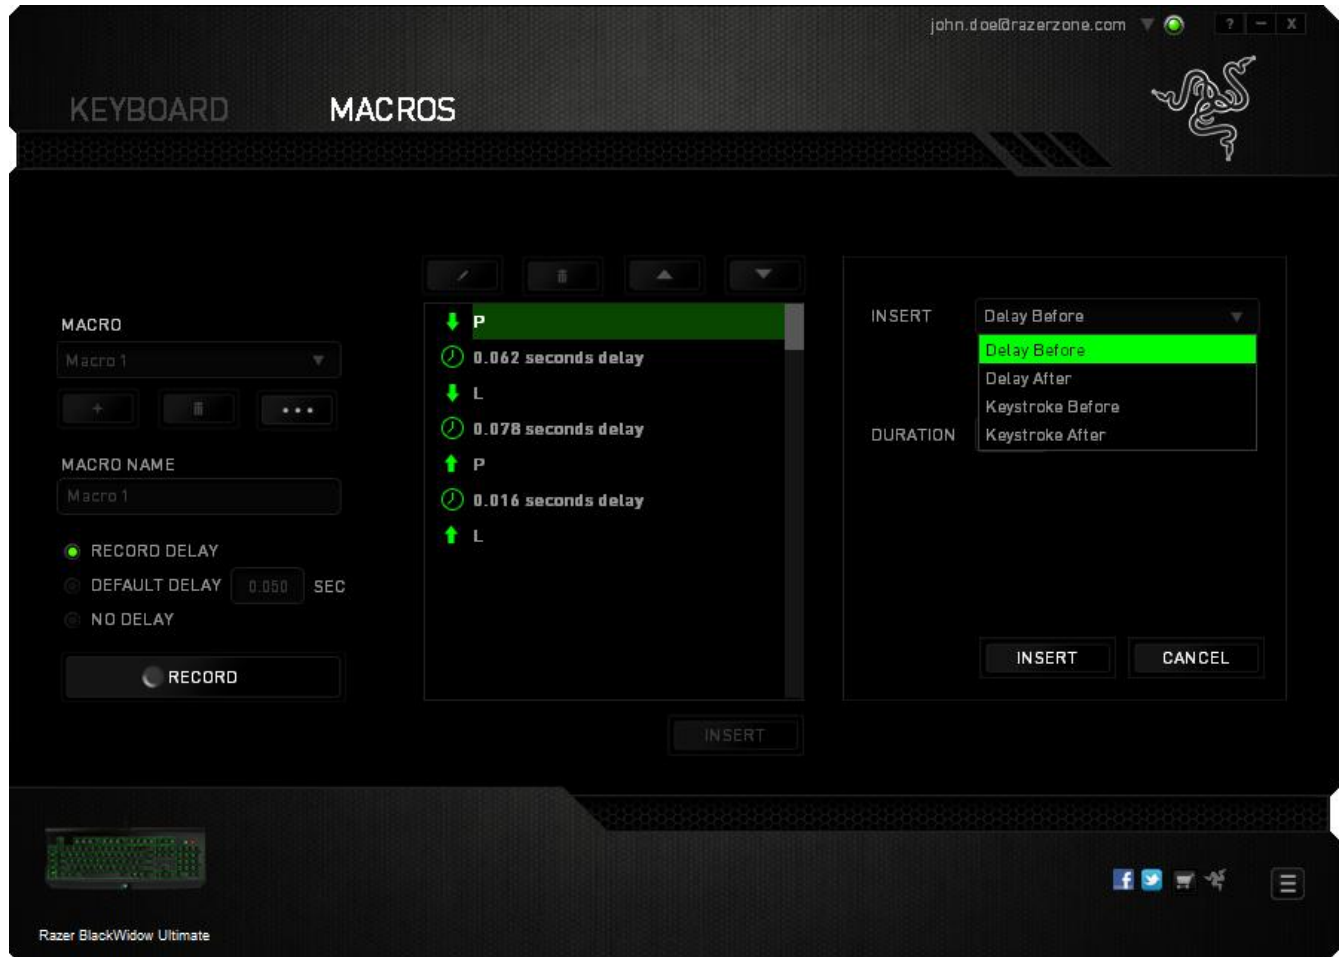 john.doe@razerzone.com
? – X
KEYBOARD MACROS
MACRO
Macro 1
+ ...
MACRO NAME
Macro 1
RECORD DELAY
DEFAULT DELAY 0.050 SEC
NO DELAY
RECORD
P
0.062 seconds delay
L
0.078 seconds delay
P
0.016 seconds delay
L
INSERT
INSERT Delay Before
Delay Before
Delay After
Keystroke Before
Keystroke After
DURATION
INSERT CANCEL
Razer BlackWidow Ultimate
f